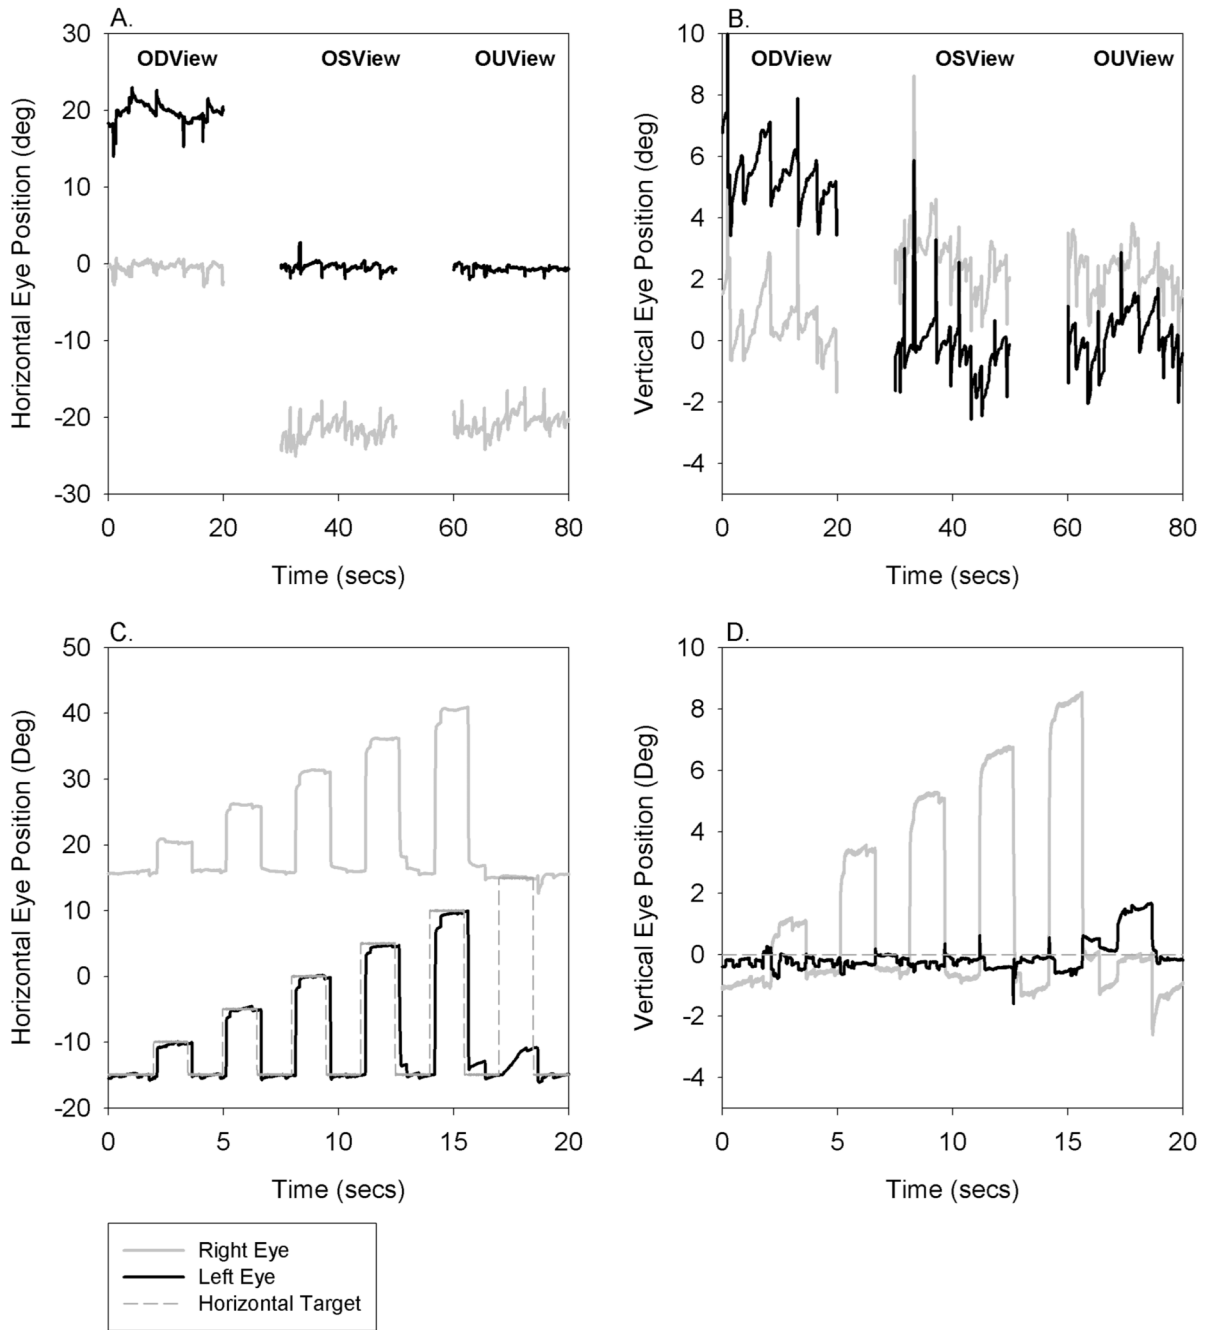 A.
B.
30
20
10
0
-10
-20
-30
Horizontal Eye Position (deg)
ODView
OSView
OUView
0 20 40 60 80
Time (secs)
10
8
6
4
2
0
-2
-4
Vertical Eye Position (deg)
ODView
OSView
OUView
0 20 40 60 80
Time (secs)
C.
D.
50
40
30
20
10
0
-10
-20
Horizontal Eye Position (Deg)
0 5 10 15 20
Time (secs)
10
8
6
4
2
0
-2
-4
Vertical Eye Position (Deg)
0 5 10 15 20
Time (secs)
Right Eye
Left Eye
Horizontal Target